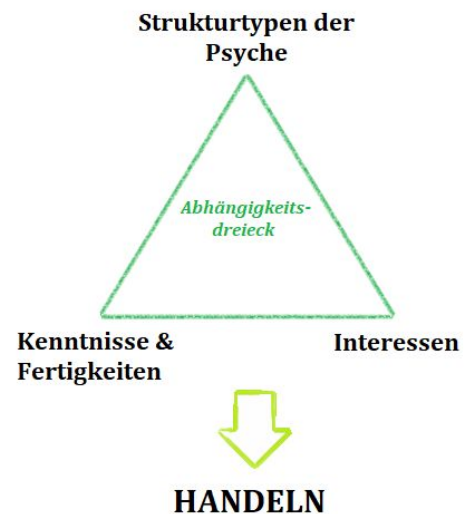 Strukturtypen der
Psyche
Abhängigkeits-
dreieck
Kenntnisse &
Fertigkeiten
Interessen
HANDELN